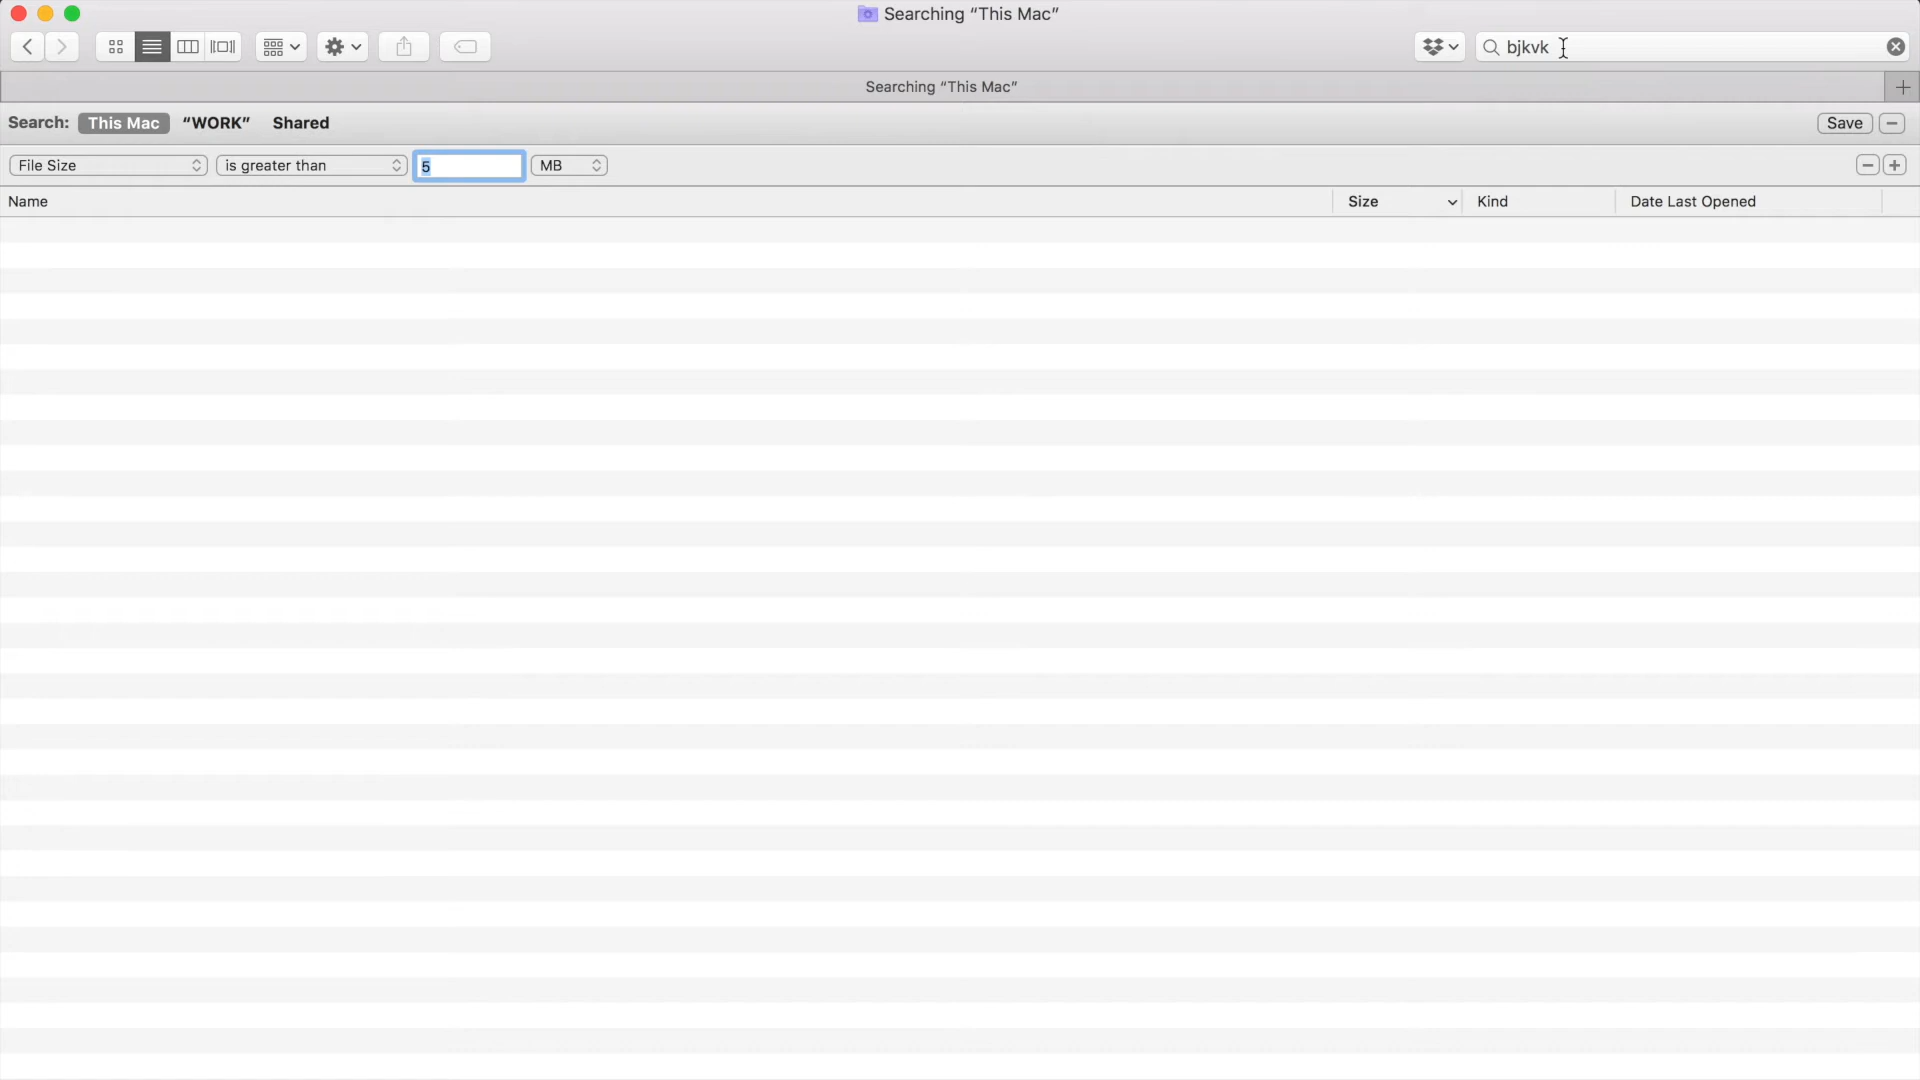 Searching “This Mac”
bjkvk
Searching “This Mac”
Search: This Mac “WORK” Shared Save
File Size is greater than 5 MB
Name Size Kind Date Last Opened